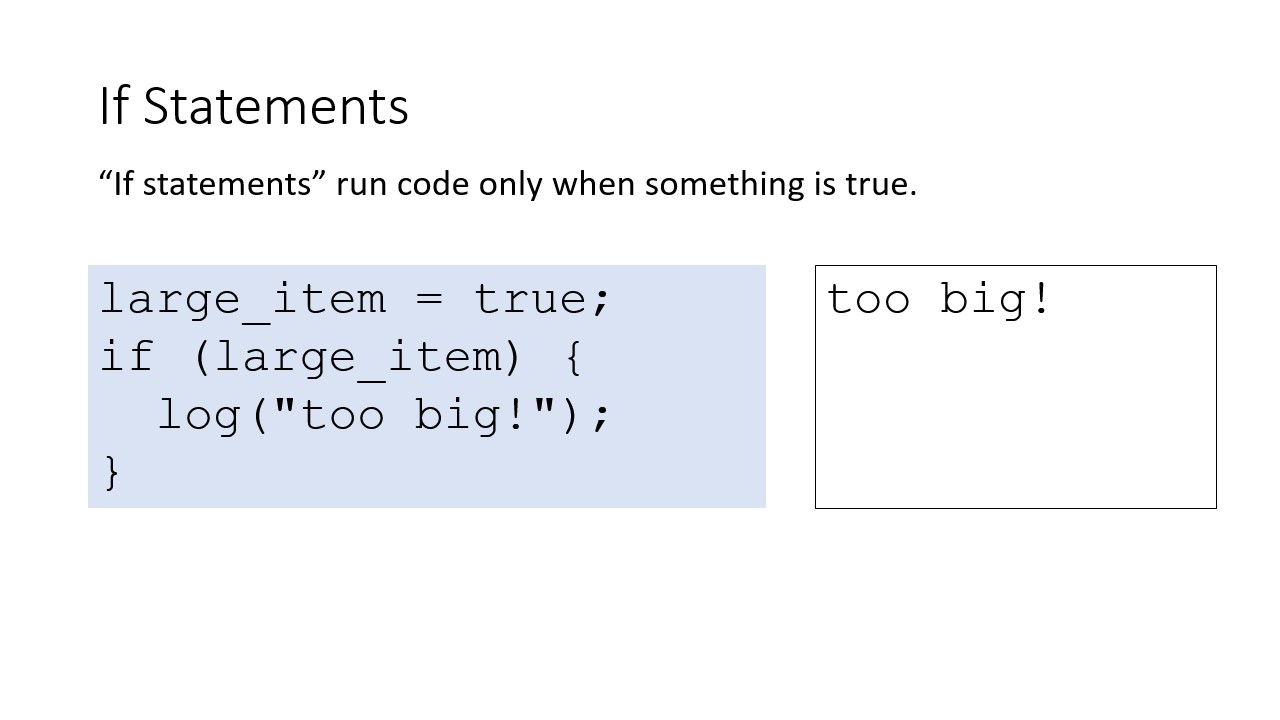 If Statements
“If statements” run code only when something is true.
large_item = true;
if (large_item) {
  log("too big!");
}
too big!